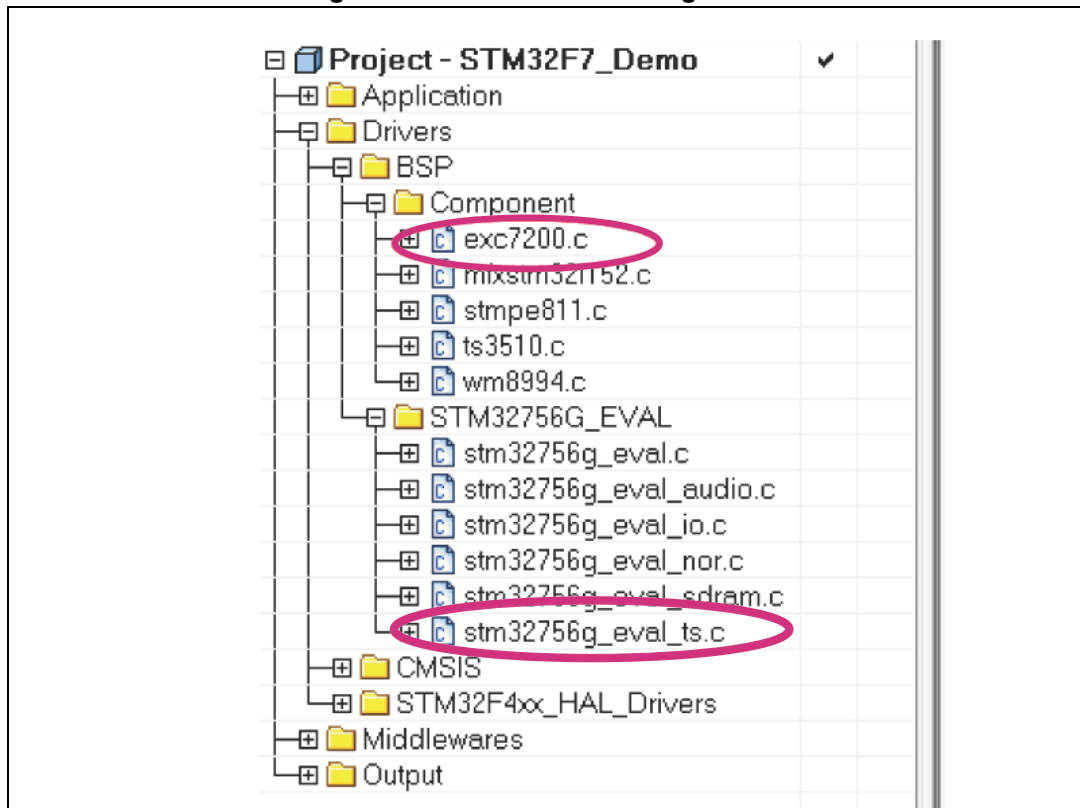 Project - STM32F7_Demo
Application
Drivers
BSP
Component
exc7200.c
mixstm32l152.c
stmpe811.c
ts3510.c
wm8994.c
STM32756G_EVAL
stm32756g_eval.c
stm32756g_eval_audio.c
stm32756g_eval_io.c
stm32756g_eval_nor.c
stm32756g_eval_sdram.c
stm32756g_eval_ts.c
CMSIS
STM32F4xx_HAL_Drivers
Middlewares
Output